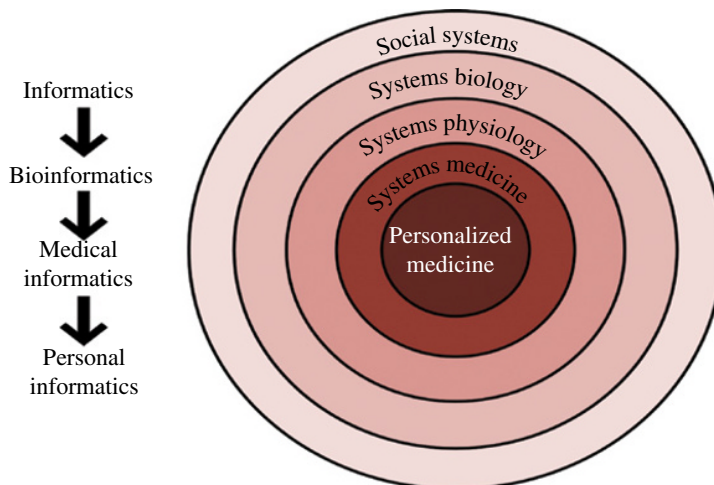 Informatics
Bioinformatics
Medical
informatics
Personal
informatics
Social systems
Systems biology
Systems physiology
Systems medicine
Personalized
medicine